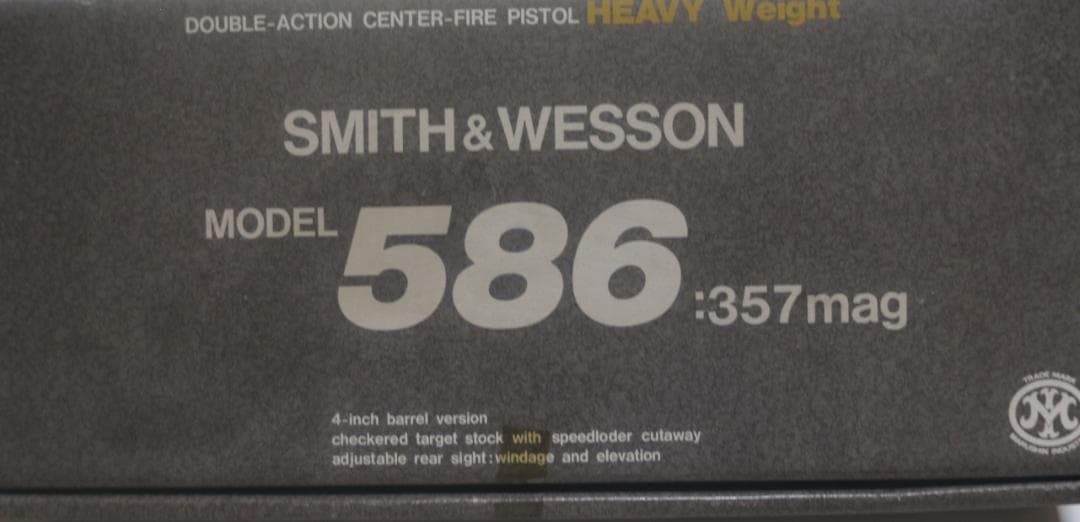 DOUBLE-ACTION CENTER-FIRE PISTOL HEAVY Weight
SMITH & WESSON
MODEL 586 :357mag
4-inch barrel version
checkered target stock with speedloder cutaway
adjustable rear sight:windage and elevation
TRADE MARK